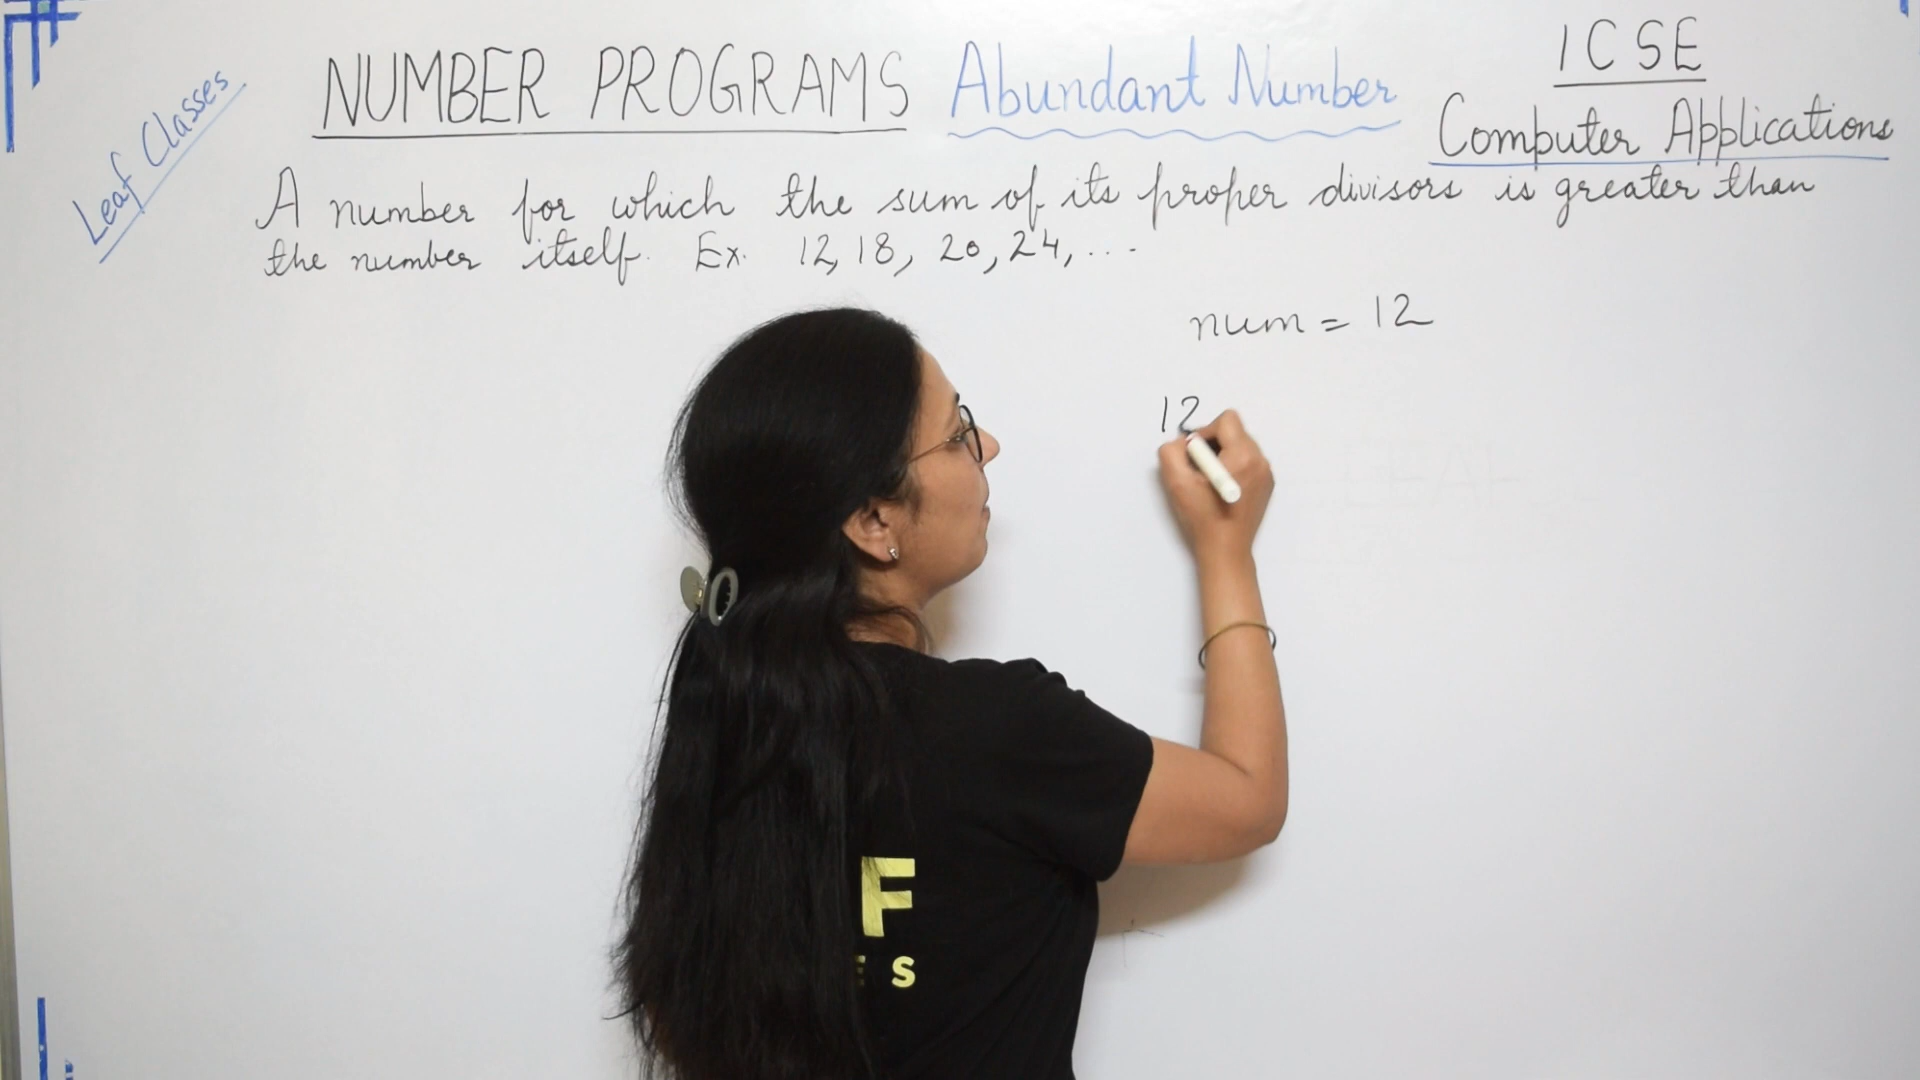 Leaf Classes
NUMBER PROGRAMS Abundant Number
ICSE
Computer Applications
A number for which the sum of its proper divisors is greater than
the number itself. Ex. 12, 18, 20, 24, ...
num = 12
12
F
E S